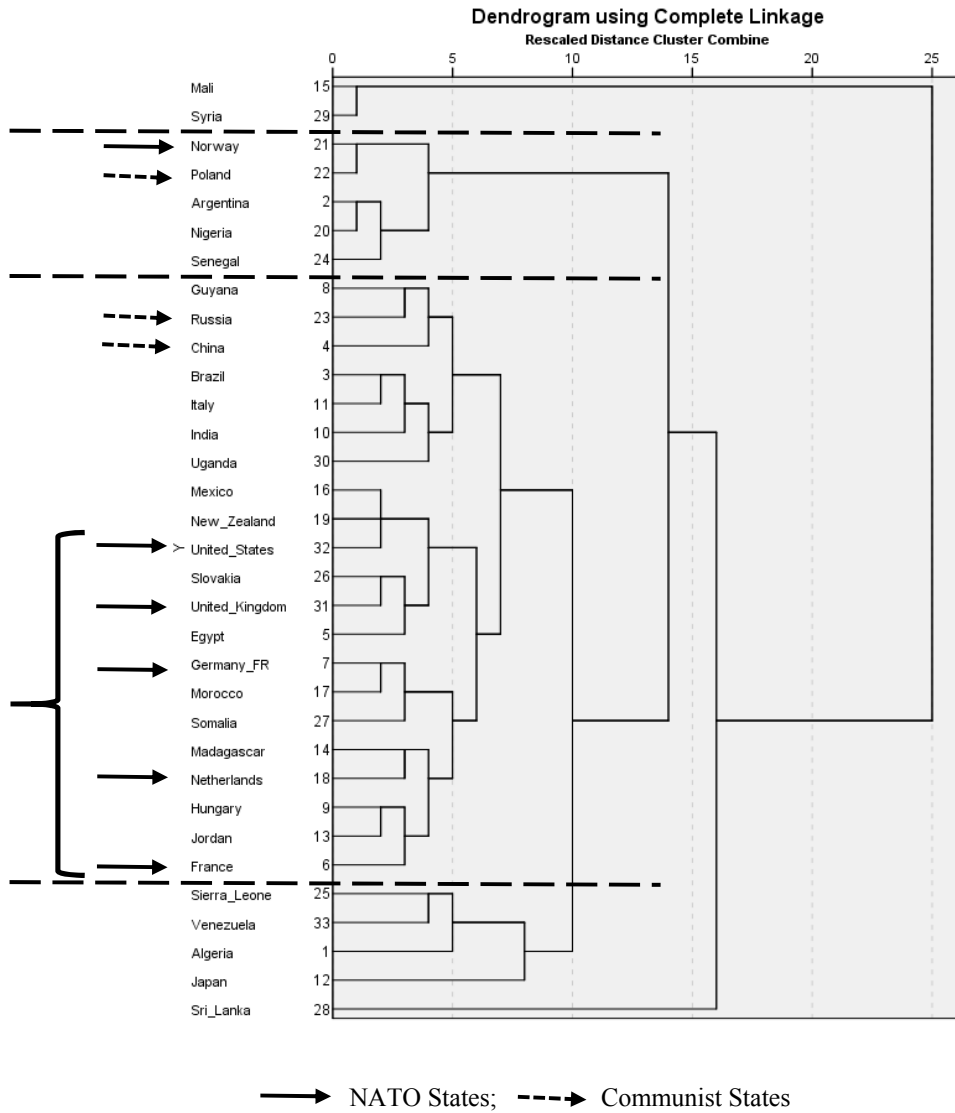 Dendrogram using Complete Linkage
Rescaled Distance Cluster Combine
0 5 10 15 20 25
Mali 15
Syria 29
Norway 21
Poland 22
Argentina 2
Nigeria 20
Senegal 24
Guyana 8
Russia 23
China 4
Brazil 3
Italy 11
India 10
Uganda 30
Mexico 16
New_Zealand 19
Y United_States 32
Slovakia 26
United_Kingdom 31
Egypt 5
Germany_FR 7
Morocco 17
Somalia 27
Madagascar 14
Netherlands 18
Hungary 9
Jordan 13
France 6
Sierra_Leone 25
Venezuela 33
Algeria 1
Japan 12
Sri_Lanka 28
NATO States; Communist States